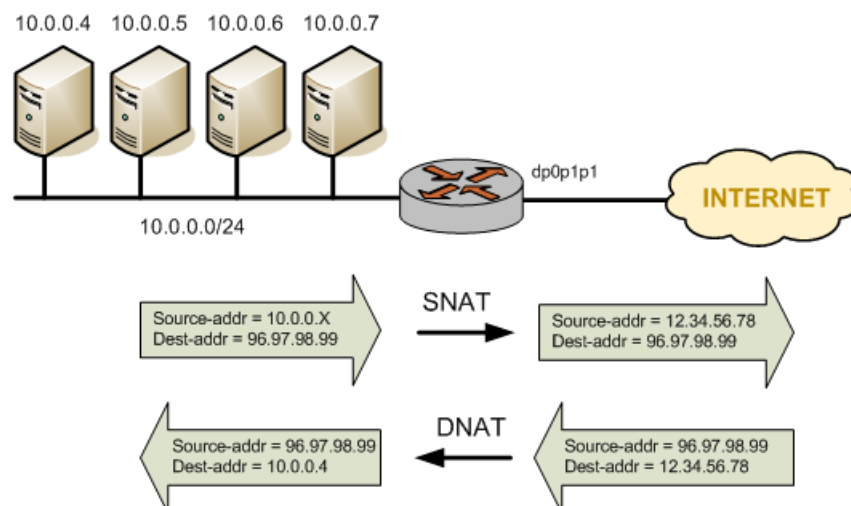 10.0.0.4 10.0.0.5 10.0.0.6 10.0.0.7
dp0p1p1
INTERNET
10.0.0.0/24
Source-addr = 10.0.0.X
Dest-addr = 96.97.98.99
SNAT
Source-addr = 12.34.56.78
Dest-addr = 96.97.98.99
Source-addr = 96.97.98.99
Dest-addr = 10.0.0.4
DNAT
Source-addr = 96.97.98.99
Dest-addr = 12.34.56.78